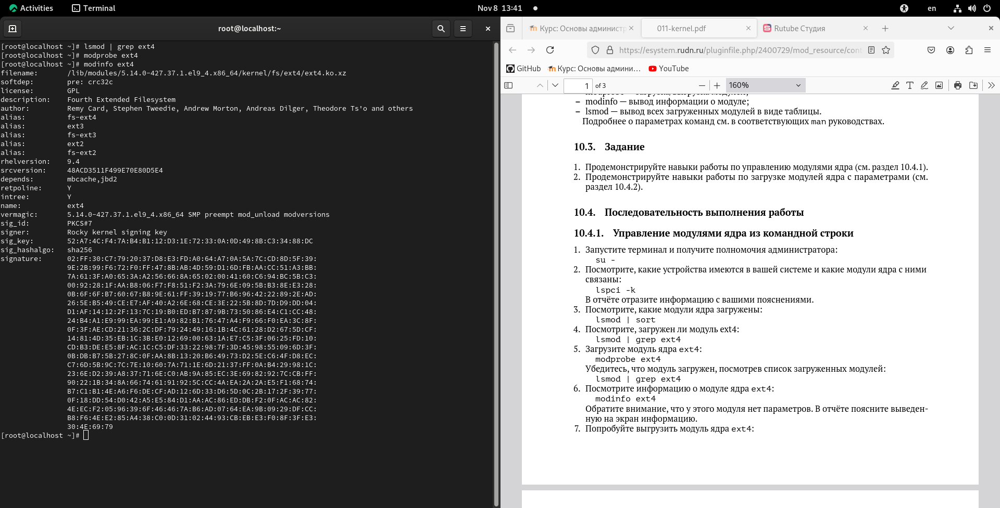 Activities
Terminal
Nov 8 13:41
en
root@localhost:~
[root@localhost ~]# lsmod | grep ext4
[root@localhost ~]# modprobe ext4
[root@localhost ~]# modinfo ext4
filename: /lib/modules/5.14.0-427.37.1.el9_4.x86_64/kernel/fs/ext4/ext4.ko.xz
softdep: pre: crc32c
license: GPL
description: Fourth Extended Filesystem
author: Remy Card, Stephen Tweedie, Andrew Morton, Andreas Dilger, Theodore Ts'o and others
alias: fs-ext4
alias: ext3
alias: fs-ext3
alias: ext2
alias: fs-ext2
rhelversion: 9.4
srcversion: 48ACD3511F499E70E80D5E4
depends: mbcache,jbd2
retpoline: Y
intree: Y
name: ext4
vermagic: 5.14.0-427.37.1.el9_4.x86_64 SMP preempt mod_unload modversions
sig_id: PKCS#7
signer: Rocky kernel signing key
sig_key: 52:A7:4C:F4:7A:B4:B1:12:D3:1E:72:33:0A:0D:49:8B:C3:34:88:DC
sig_hashalgo: sha256
signature: 02:FF:30:C7:79:20:37:D8:E3:FD:A0:64:A7:0A:5A:7C:CD:8D:5F:39:
9E:2B:99:F6:72:F0:FF:47:8B:AB:4D:59:D1:6D:FB:AA:CC:51:A3:BB:
7A:61:3F:A0:65:3A:A2:56:66:8A:65:02:00:41:60:C6:94:BC:5B:C3:
00:92:28:1F:AA:B8:06:F7:F8:51:F2:3A:79:6E:09:5B:B3:8E:E3:28:
0B:6F:6F:B7:60:67:B8:9E:61:FF:39:19:77:B6:96:42:22:89:2E:AD:
26:5E:B5:49:CE:E7:AF:40:A2:6E:68:CE:3E:22:5B:8D:7D:D9:DD:04:
D1:AF:14:12:2F:13:7C:19:B0:ED:B7:87:9B:73:50:86:E4:C1:CC:48:
24:B4:A1:E9:99:EA:99:E1:A9:82:B1:76:47:A4:F9:66:F0:EA:3C:8F:
0F:3F:AE:CD:21:36:2C:DF:79:24:49:16:1B:4C:61:28:D2:67:5D:CF:
14:81:4D:35:EB:1C:3B:E0:12:69:00:63:1A:E7:C5:3F:06:25:FD:10:
CD:B3:DE:E5:8F:AC:1C:C5:DF:33:22:98:7F:3D:45:98:55:09:6D:3F:
0B:DB:B7:5B:27:8C:0F:AA:8B:13:20:B6:49:73:D2:5E:C6:4F:D8:EC:
C7:6D:5B:9C:7C:7E:10:60:7A:71:1E:6D:21:37:FF:0A:B4:29:98:1C:
23:6E:D2:39:A8:37:71:6E:C0:AB:9A:85:EC:3E:69:82:92:7C:CB:FF:
90:22:1B:34:8A:66:74:61:91:92:5C:CC:4A:EA:2A:2A:E5:F1:68:74:
B7:C1:B1:4E:A6:F6:DE:CF:AD:12:6D:33:D6:5D:0C:2B:17:2F:39:77:
0F:18:DD:54:D0:42:A5:E5:84:D1:AA:AC:86:ED:DB:F2:0F:AC:AC:82:
4E:EC:F2:05:96:39:6F:46:46:7A:B6:AD:07:64:EA:9B:09:29:DF:CC:
B8:F6:4E:E2:85:A4:38:C0:0D:31:02:44:93:CB:EB:E3:F0:8F:3F:E3:
30:4E:69:79
[root@localhost ~]#
Курс: Основы администр
011-kernel.pdf
Rutube Студия
https://esystem.rudn.ru/pluginfile.php/2400729/mod_resource/cont
GitHub
Курс: Основы админи…
YouTube
1 of 3
160%
– modinfo — вывод информации о модуле;
– lsmod — вывод всех загруженных модулей в виде таблицы.
Подробнее о параметрах команд см. в соответствующих man руководствах.
10.3. Задание
1. Продемонстрируйте навыки работы по управлению модулями ядра (см. раздел 10.4.1).
2. Продемонстрируйте навыки работы по загрузке модулей ядра с параметрами (см.
раздел 10.4.2).
10.4. Последовательность выполнения работы
10.4.1. Управление модулями ядра из командной строки
1. Запустите терминал и получите полномочия администратора:
su -
2. Посмотрите, какие устройства имеются в вашей системе и какие модули ядра с ними
связаны:
lspci -k
В отчёте отразите информацию с вашими пояснениями.
3. Посмотрите, какие модули ядра загружены:
lsmod | sort
4. Посмотрите, загружен ли модуль ext4:
lsmod | grep ext4
5. Загрузите модуль ядра ext4:
modprobe ext4
Убедитесь, что модуль загружен, посмотрев список загруженных модулей:
lsmod | grep ext4
6. Посмотрите информацию о модуле ядра ext4:
modinfo ext4
Обратите внимание, что у этого модуля нет параметров. В отчёте поясните выведен-
ную на экран информацию.
7. Попробуйте выгрузить модуль ядра ext4: